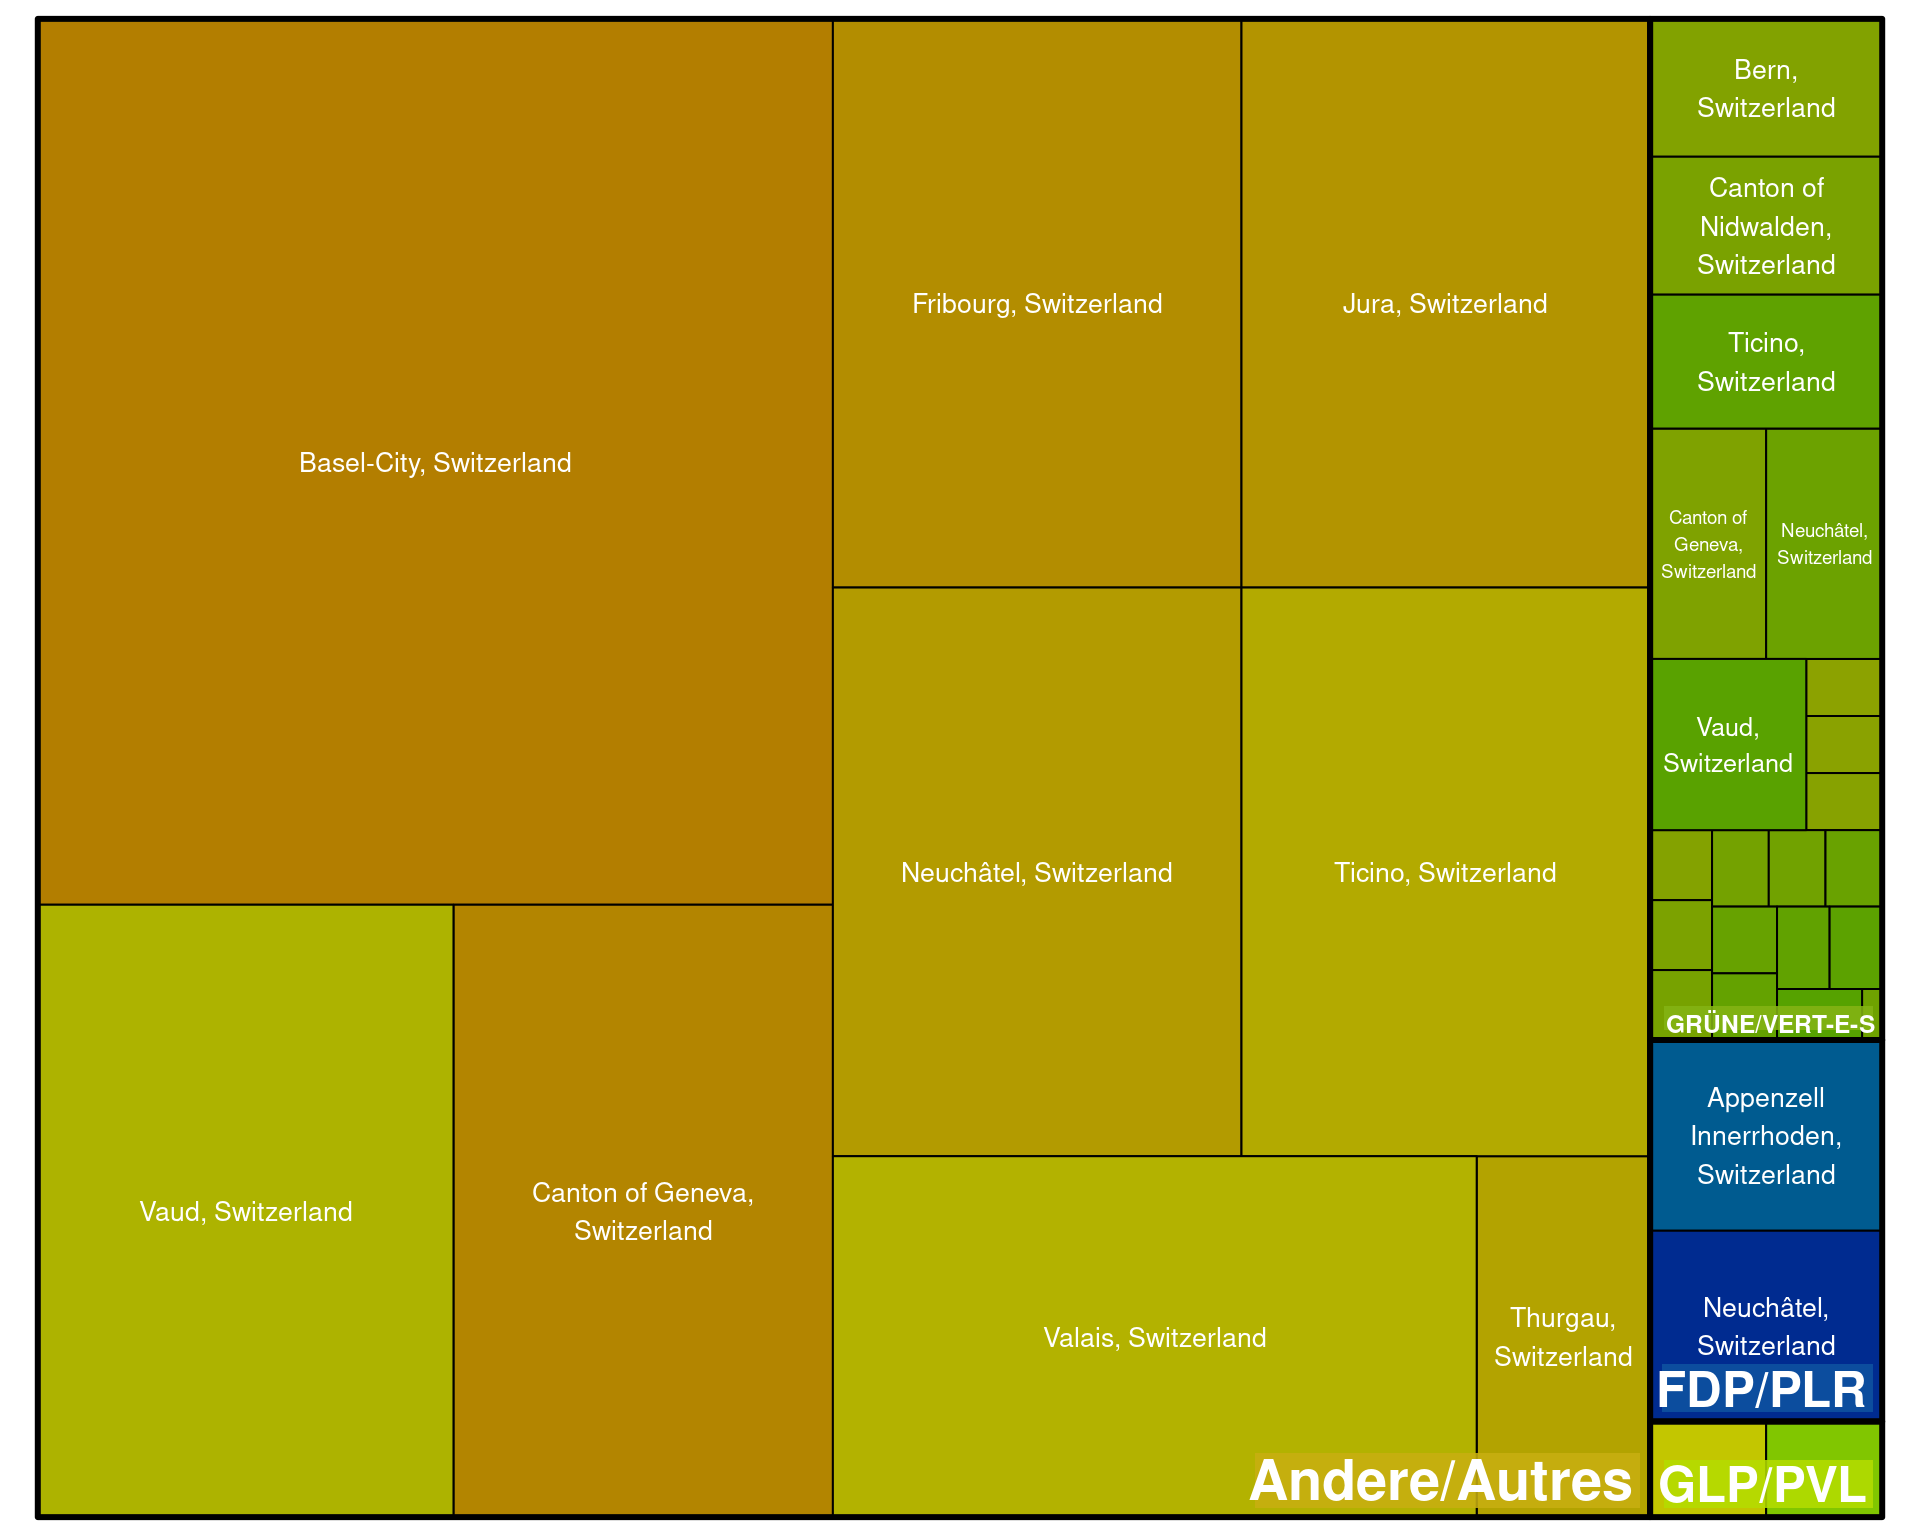 Basel-City, Switzerland
Fribourg, Switzerland
Jura, Switzerland
Neuchâtel, Switzerland
Ticino, Switzerland
Vaud, Switzerland
Canton of Geneva,
Switzerland
Valais, Switzerland
Thurgau,
Switzerland
Andere/Autres
Bern,
Switzerland
Canton of
Nidwalden,
Switzerland
Ticino,
Switzerland
Canton of
Geneva,
Switzerland
Neuchâtel,
Switzerland
Vaud,
Switzerland
GRÜNE/VERT-E-S
Appenzell
Innerrhoden,
Switzerland
Neuchâtel,
Switzerland
FDP/PLR
GLP/PVL